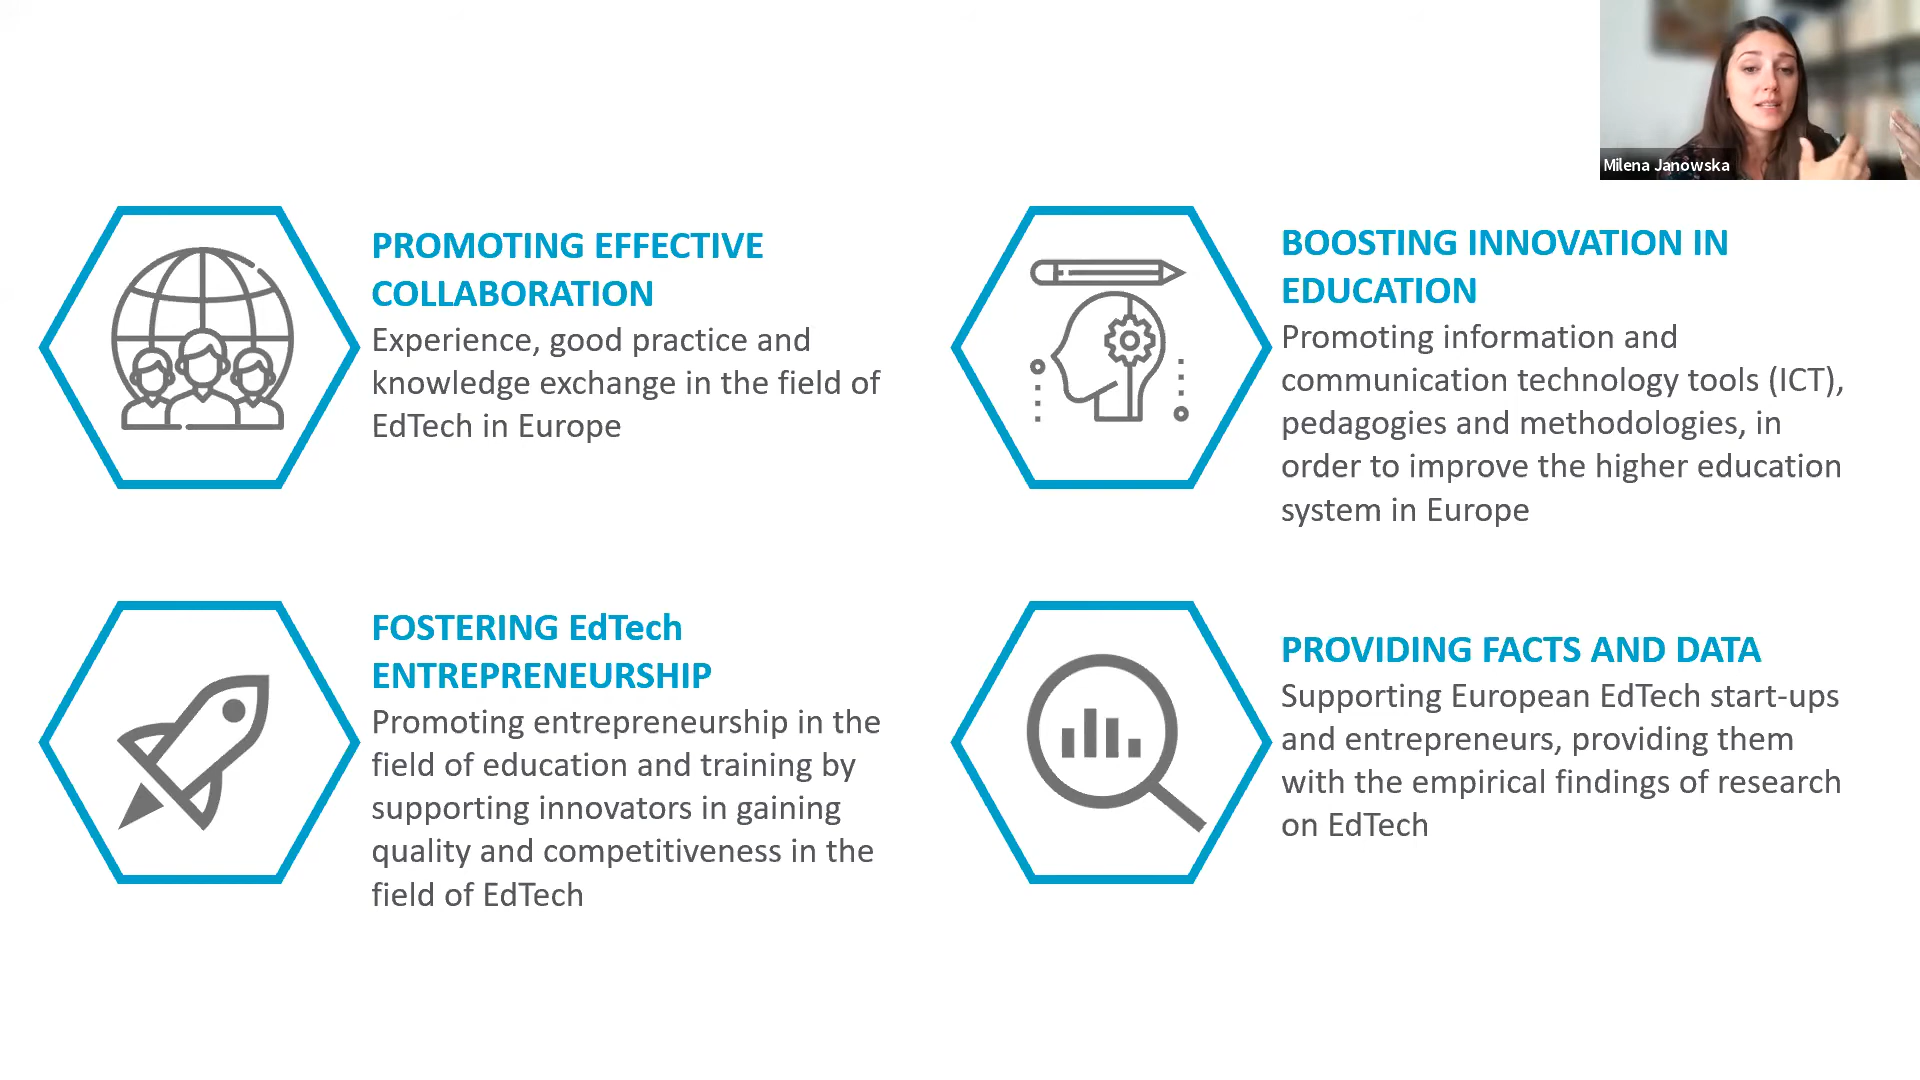 Milena Janowska
PROMOTING EFFECTIVE
COLLABORATION
Experience, good practice and
knowledge exchange in the field of
EdTech in Europe
BOOSTING INNOVATION IN
EDUCATION
Promoting information and
communication technology tools (ICT),
pedagogies and methodologies, in
order to improve the higher education
system in Europe
FOSTERING EdTech
ENTREPRENEURSHIP
Promoting entrepreneurship in the
field of education and training by
supporting innovators in gaining
quality and competitiveness in the
field of EdTech
PROVIDING FACTS AND DATA
Supporting European EdTech start-ups
and entrepreneurs, providing them
with the empirical findings of research
on EdTech